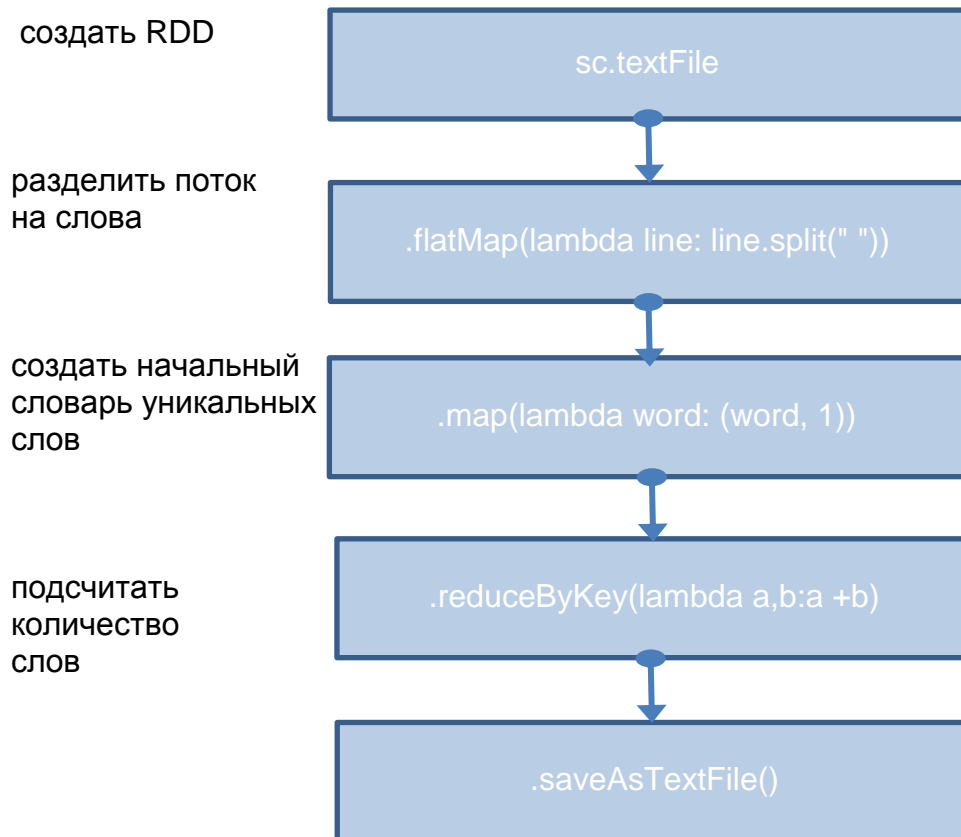 создать RDD
sc.textFile
разделить поток
на слова
.flatMap(lambda line: line.split(" "))
создать начальный
словарь уникальных
слов
.map(lambda word: (word, 1))
подсчитать
количество
слов
.reduceByKey(lambda a,b:a +b)
.saveAsTextFile()